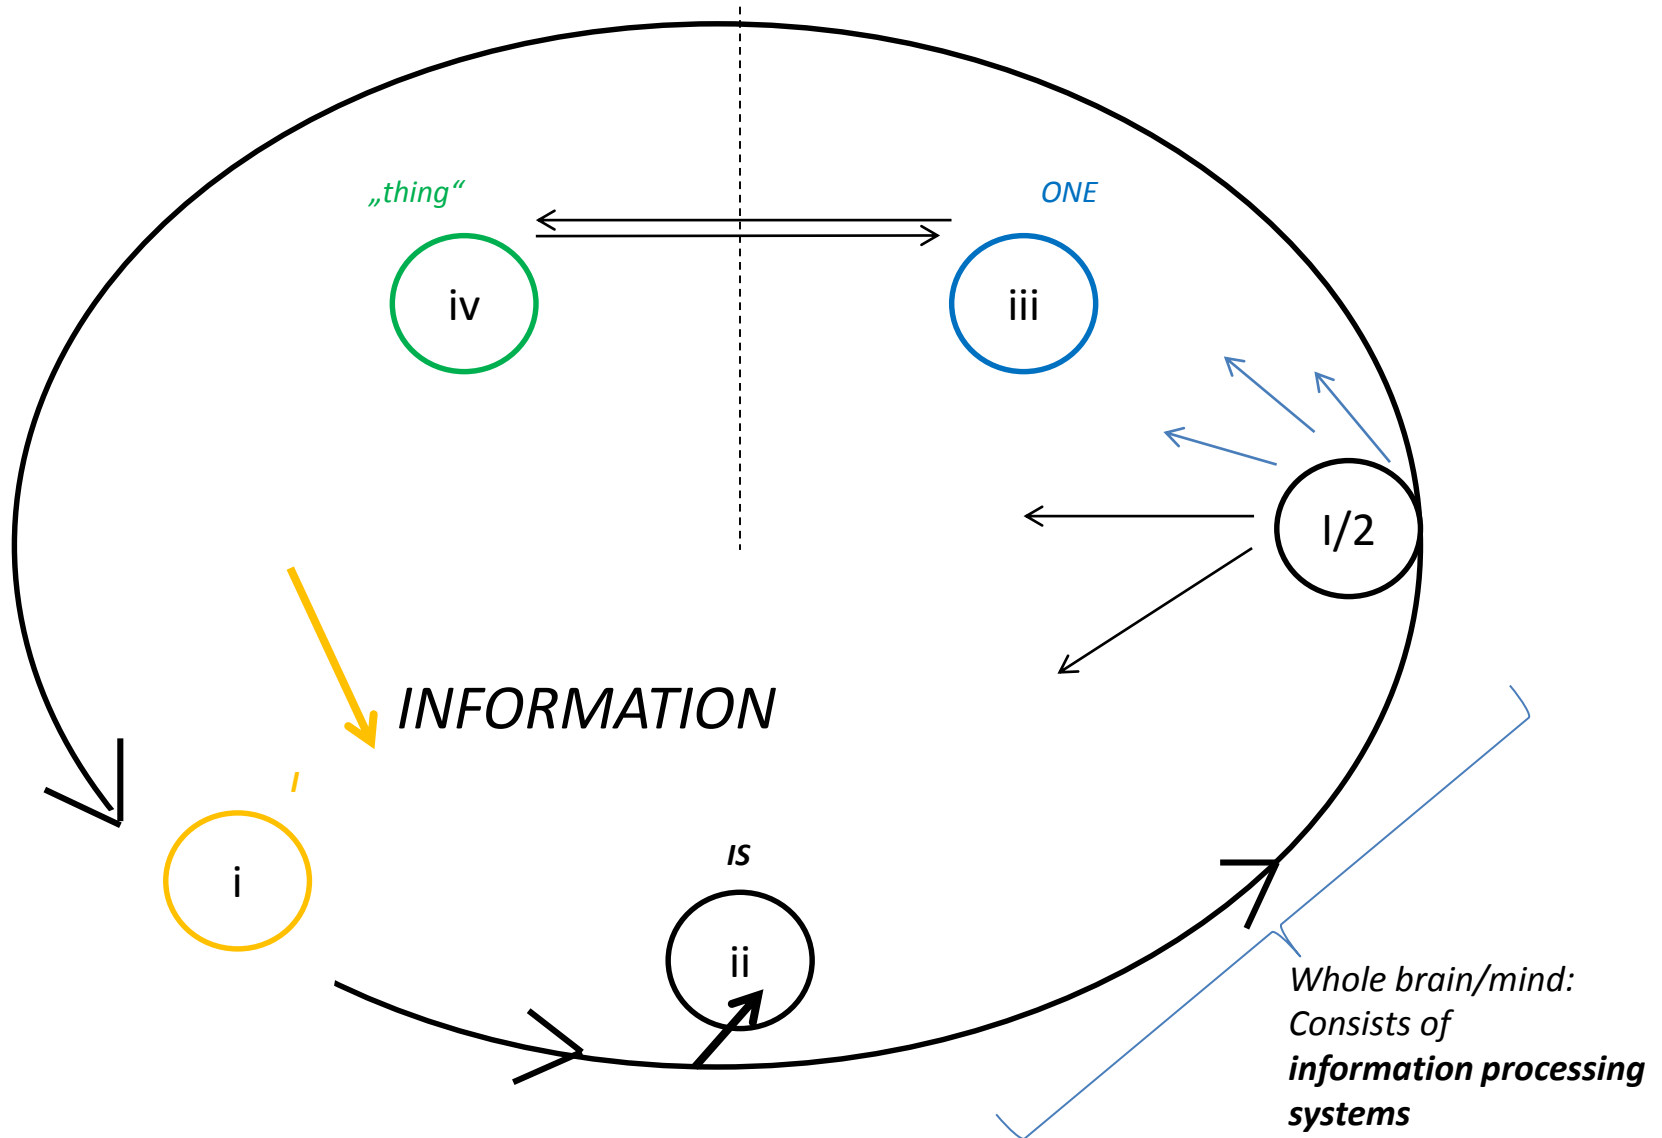 „thing“
ONE
iv
iii
I/2
INFORMATION
I
i
IS
ii
Whole brain/mind:
Consists of
information processing
systems